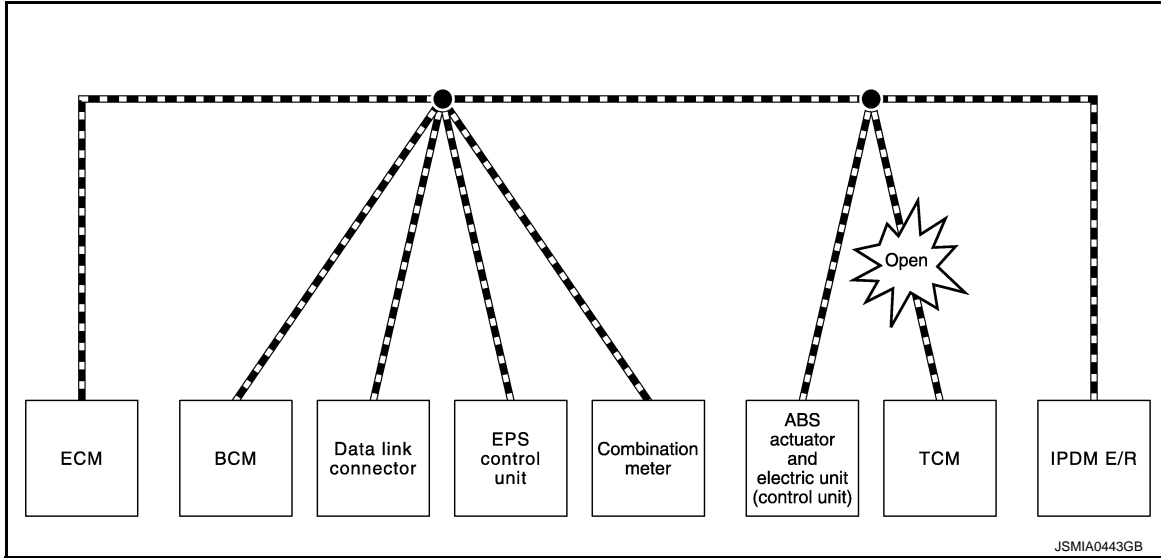 Open
ECM
BCM
Data link
connector
EPS
control
unit
Combination
meter
ABS
actuator
and
electric unit
(control unit)
TCM
IPDM E/R
JSMIA0443GB